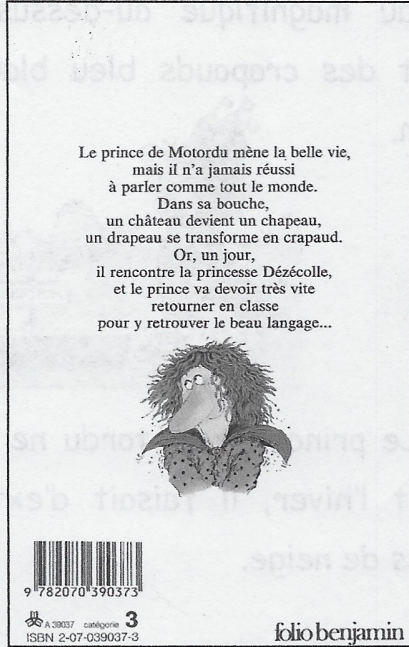 Le prince de Motordu mène la belle vie,
mais il n'a jamais réussi
à parler comme tout le monde.
Dans sa bouche,
un château devient un chapeau,
un drapeau se transforme en crapaud.
Or, un jour,
il rencontre la princesse Dézécolle,
et le prince va devoir très vite
retourner en classe
pour y retrouver le beau langage...
9 782070 390373
A 39037 catégorie 3
ISBN 2-07-039037-3
folio benjamin